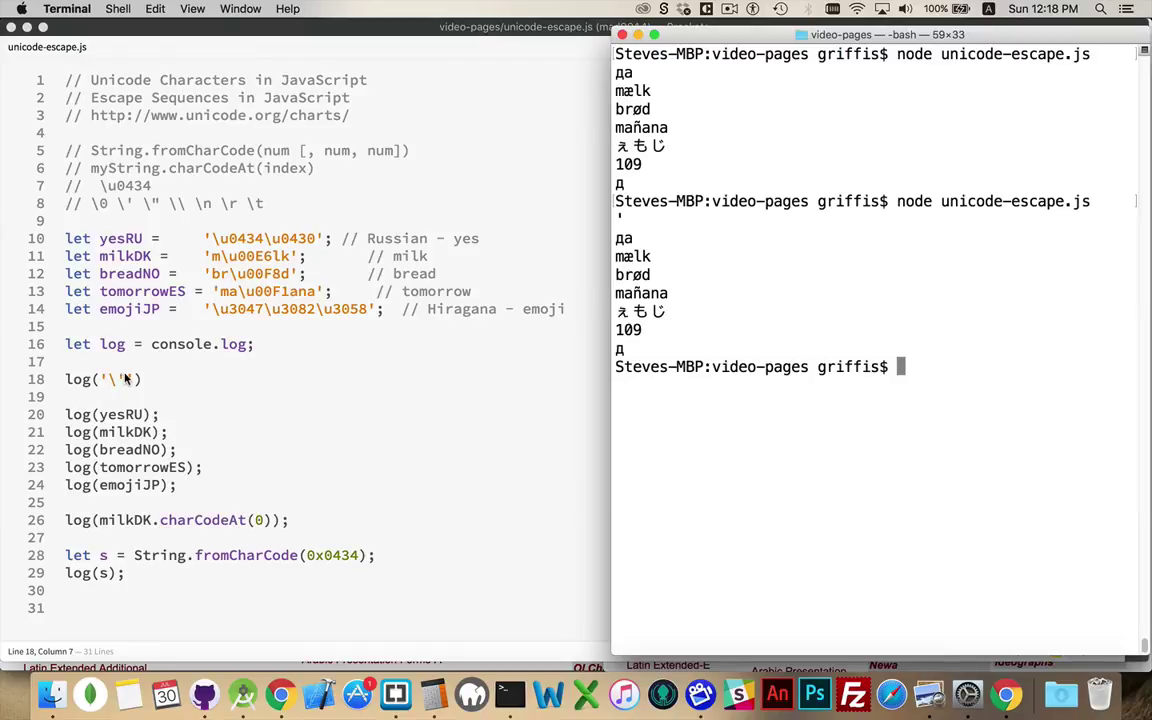 Terminal Shell Edit View Window Help 100% Sun 12:18 PM
video-pages/unicode-escape.js
unicode-escape.js
1 // Unicode Characters in JavaScript
2 // Escape Sequences in JavaScript
3 // http://www.unicode.org/charts/
4
5 // String.fromCharCode(num [, num, num])
6 // myString.charCodeAt(index)
7 // \u0434
8 // \0 \' \" \\ \n \r \t
9
10 let yesRU = '\u0434\u0430'; // Russian - yes
11 let milkDK = 'm\u00E6lk'; // milk
12 let breadNO = 'br\u00F8d'; // bread
13 let tomorrowES = 'ma\u00F1ana'; // tomorrow
14 let emojiJP = '\u3047\u3082\u3058'; // Hiragana - emoji
15
16 let log = console.log;
17
18 log('\'')
19
20 log(yesRU);
21 log(milkDK);
22 log(breadNO);
23 log(tomorrowES);
24 log(emojiJP);
25
26 log(milkDK.charCodeAt(0));
27
28 let s = String.fromCharCode(0x0434);
29 log(s);
30
31
Line 18, Column 7 — 31 Lines
video-pages — -bash — 59×33
Steves-MBP:video-pages griffis$ node unicode-escape.js
да
mælk
brød
mañana
ぇもじ
109
д
Steves-MBP:video-pages griffis$ node unicode-escape.js
'
да
mælk
brød
mañana
ぇもじ
109
д
Steves-MBP:video-pages griffis$
Latin Extended Additional
Latin Extended-E
Newa
30
1
An Ps Fz